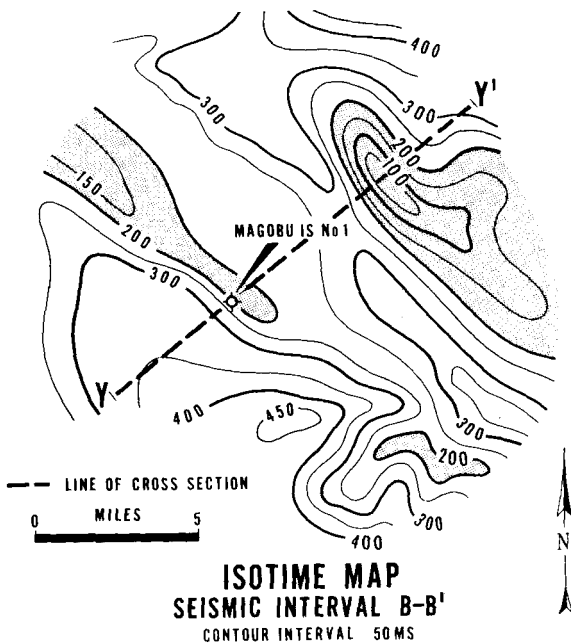 400
300
300
Y'
200
100
150
MAGOBU IS No 1
200
300
Y
400
450
300
200
300
400
LINE OF CROSS SECTION
MILES
0 5
N
ISOTIME MAP
SEISMIC INTERVAL B-B'
CONTOUR INTERVAL 50MS